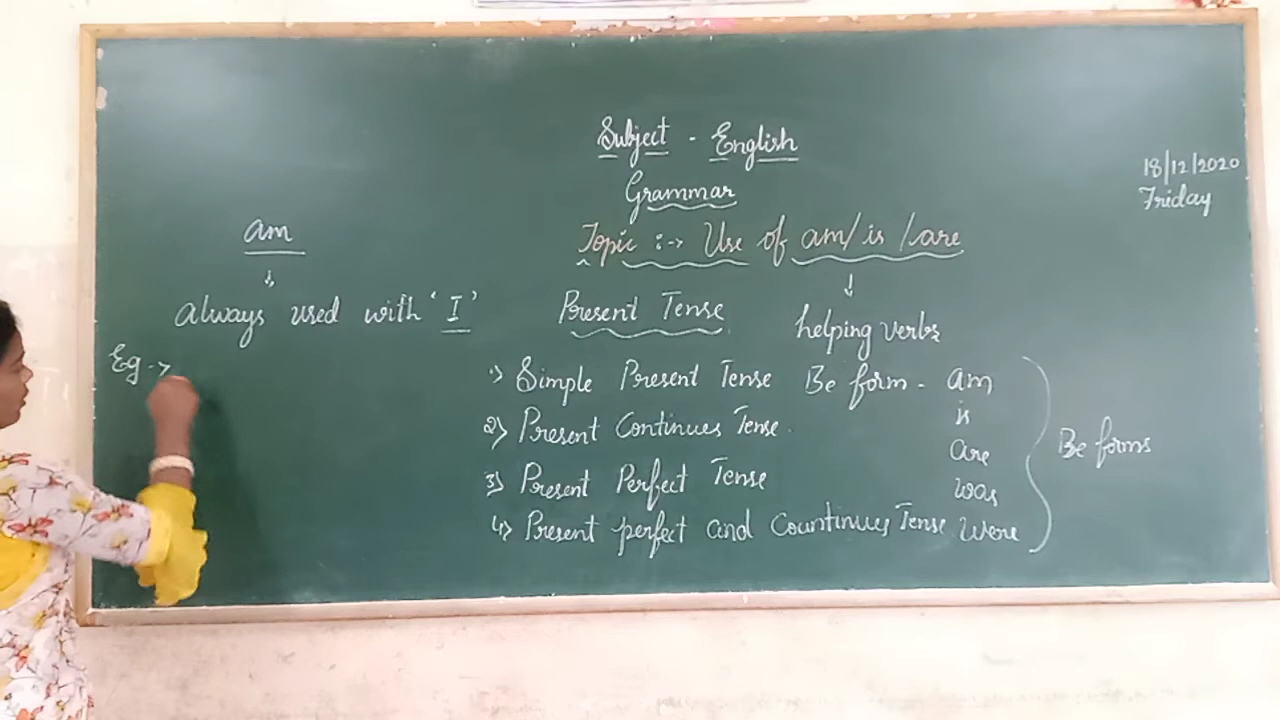 Subject - English
Grammar
18/12/2020
Friday
Topic :-> Use of am/is/are
am
↓
↓
always used with 'I'
Present Tense
helping verbs
Eg ->
1) Simple Present Tense
2) Present Continues Tense
3) Present Perfect Tense
4) Present perfect and Countinues Tense
Be form - am
is
are
was
were
Be forms